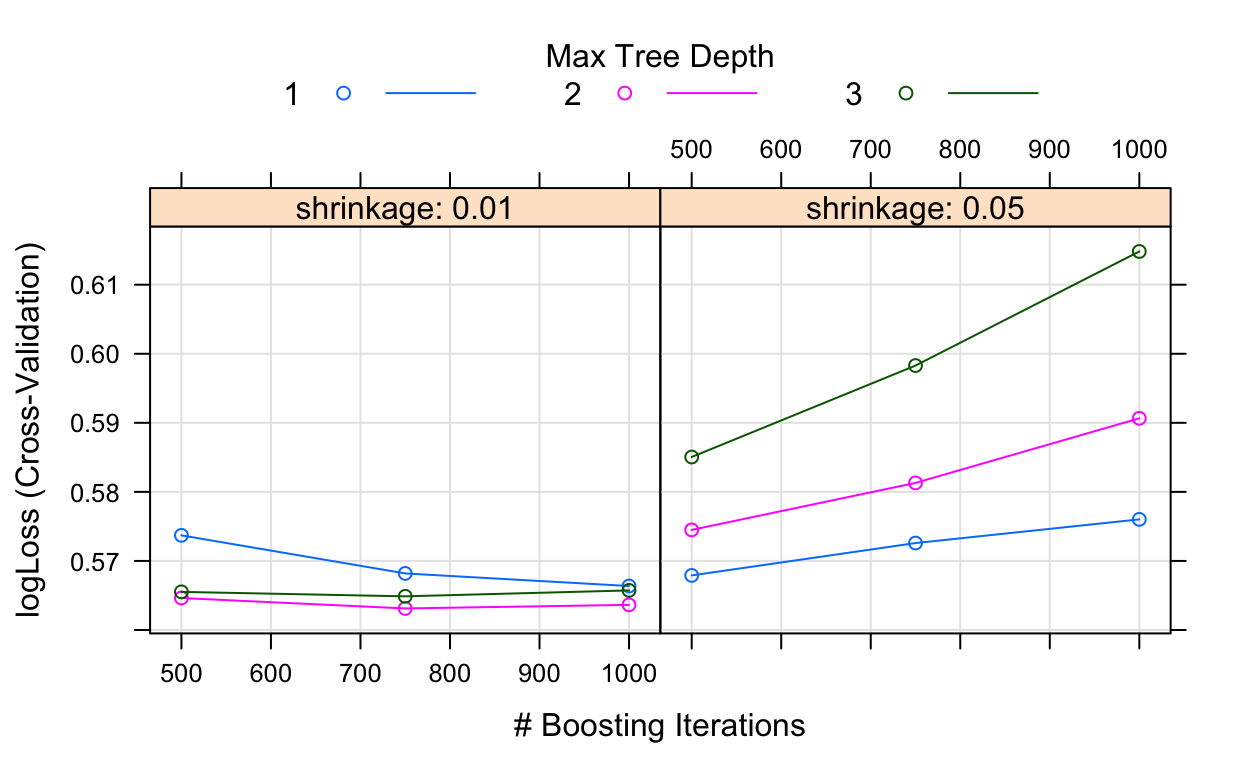 Max Tree Depth
1 2 3
500 600 700 800 900 1000
shrinkage: 0.01 shrinkage: 0.05
logLoss (Cross-Validation)
0.61
0.60
0.59
0.58
0.57
500 600 700 800 900 1000
# Boosting Iterations